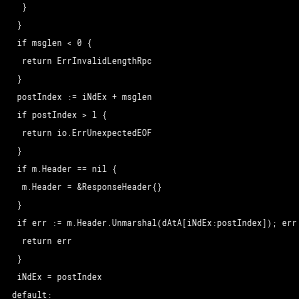 }
}
if msglen < 0 {
return ErrInvalidLengthRpc
}
postIndex := iNdEx + msglen
if postIndex > l {
return io.ErrUnexpectedEOF
}
if m.Header == nil {
m.Header = &ResponseHeader{}
}
if err := m.Header.Unmarshal(dAtA[iNdEx:postIndex]); err
return err
}
iNdEx = postIndex
default: